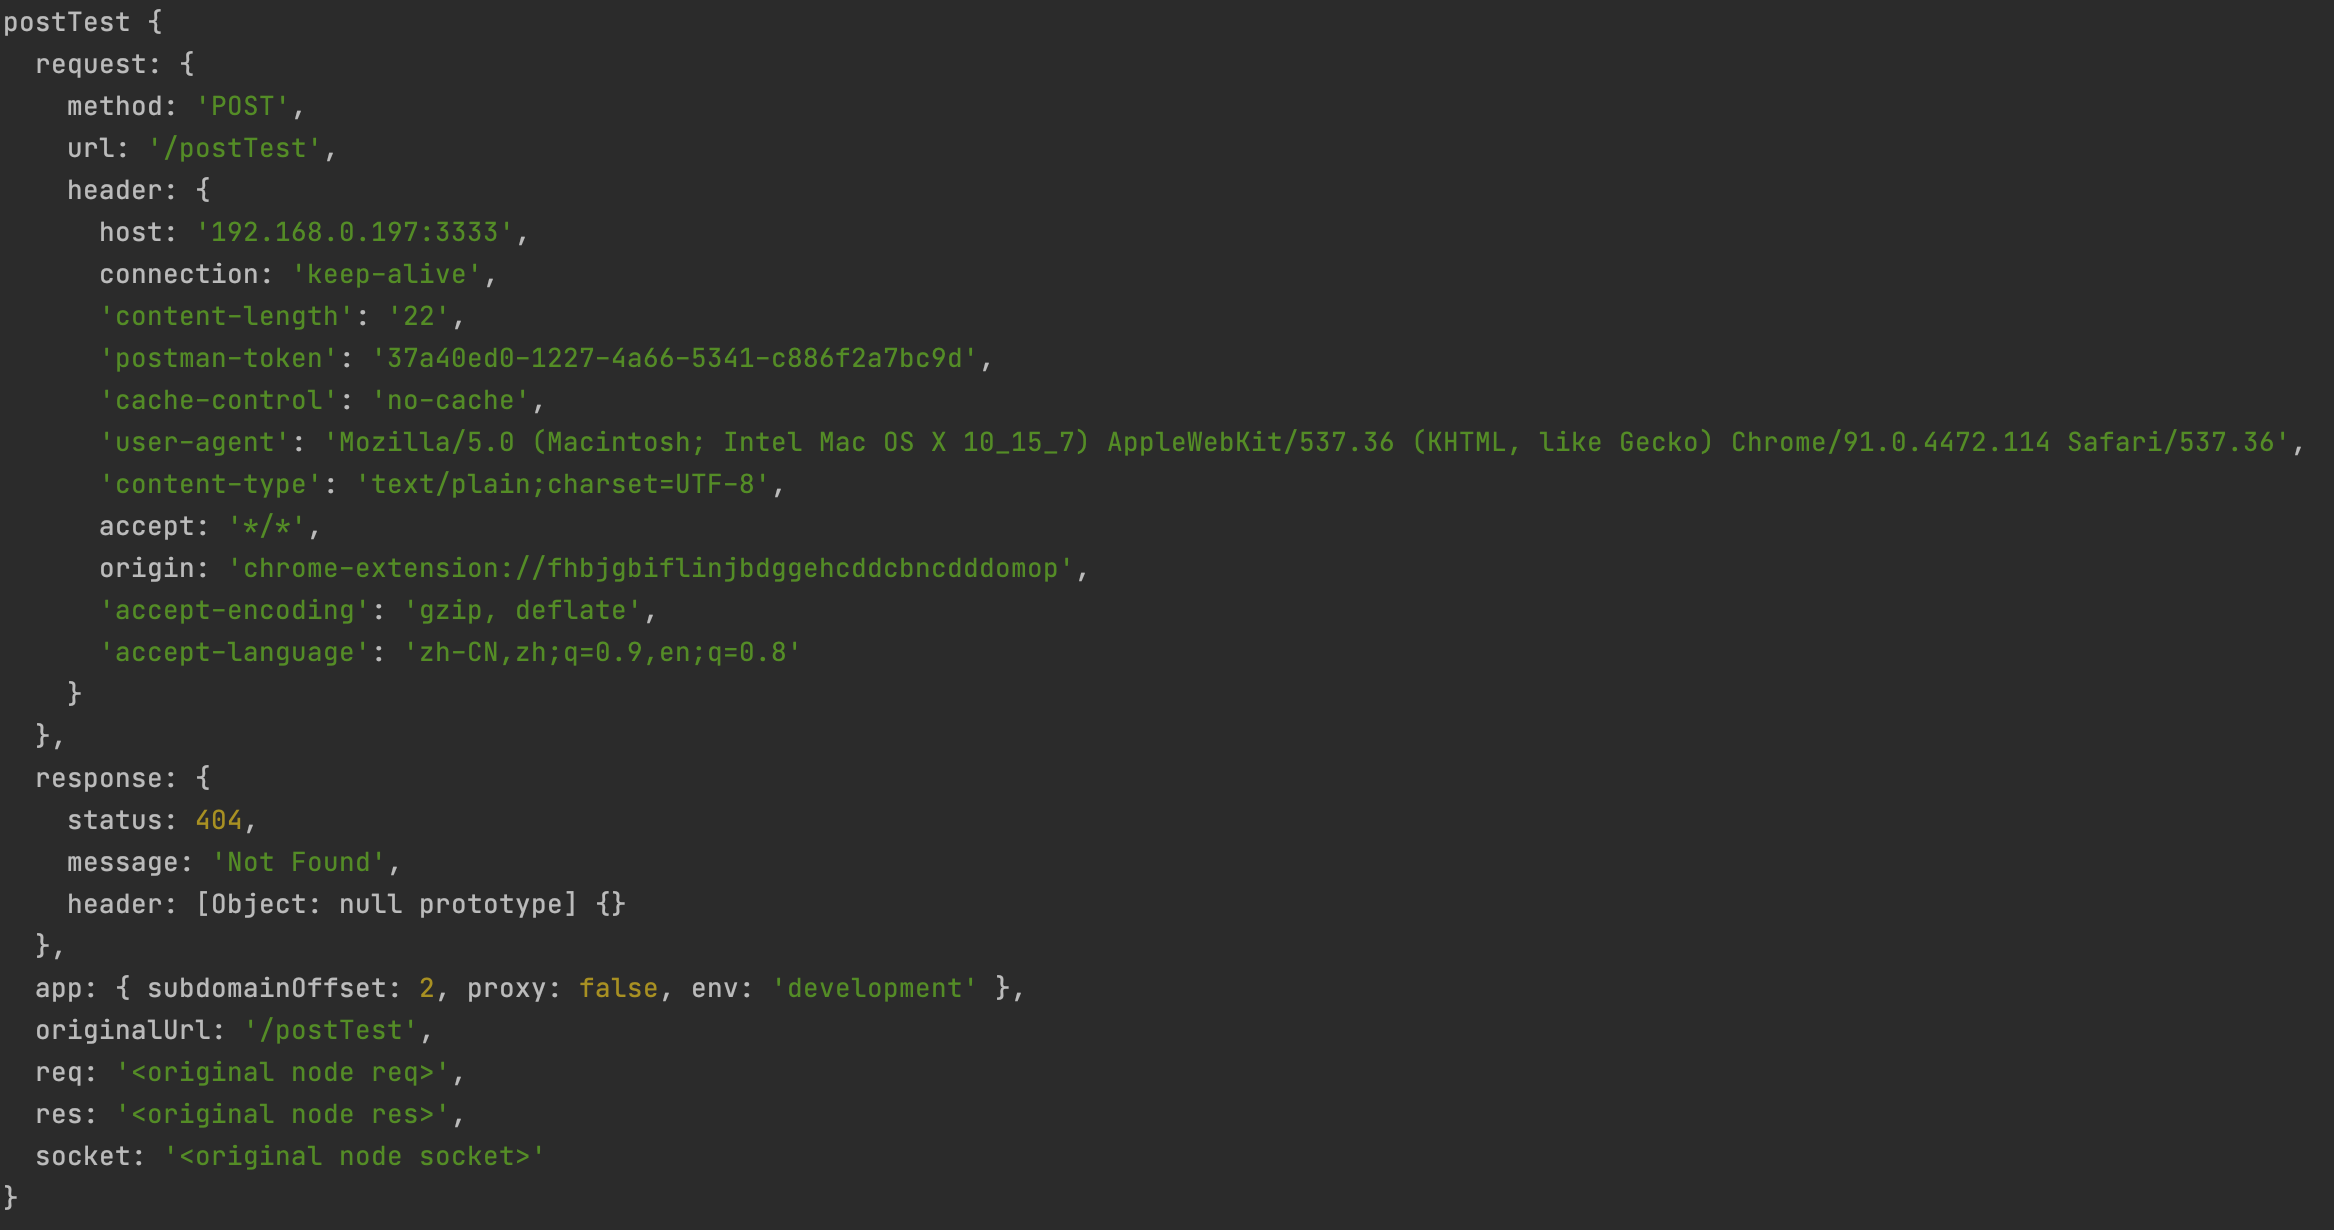 postTest {
  request: {
    method: 'POST',
    url: '/postTest',
    header: {
      host: '192.168.0.197:3333',
      connection: 'keep-alive',
      'content-length': '22',
      'postman-token': '37a40ed0-1227-4a66-5341-c886f2a7bc9d',
      'cache-control': 'no-cache',
      'user-agent': 'Mozilla/5.0 (Macintosh; Intel Mac OS X 10_15_7) AppleWebKit/537.36 (KHTML, like Gecko) Chrome/91.0.4472.114 Safari/537.36',
      'content-type': 'text/plain;charset=UTF-8',
      accept: '*/*',
      origin: 'chrome-extension://fhbjgbiflinjbdggehcddcbncdddomop',
      'accept-encoding': 'gzip, deflate',
      'accept-language': 'zh-CN,zh;q=0.9,en;q=0.8'
    }
  },
  response: {
    status: 404,
    message: 'Not Found',
    header: [Object: null prototype] {}
  },
  app: { subdomainOffset: 2, proxy: false, env: 'development' },
  originalUrl: '/postTest',
  req: '<original node req>',
  res: '<original node res>',
  socket: '<original node socket>'
}